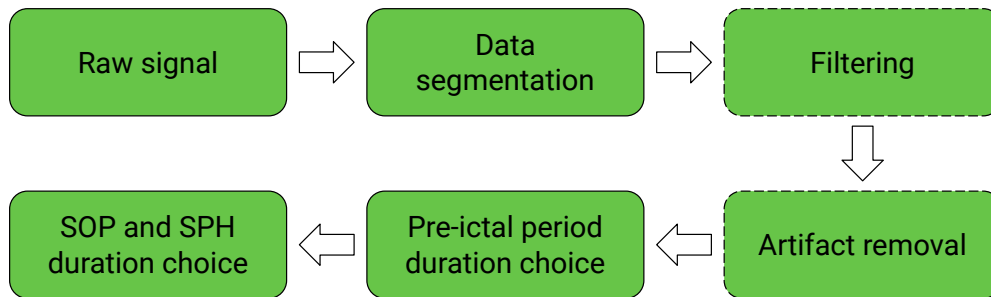 Raw signal
Data
segmentation
Filtering
Artifact removal
Pre-ictal period
duration choice
SOP and SPH
duration choice